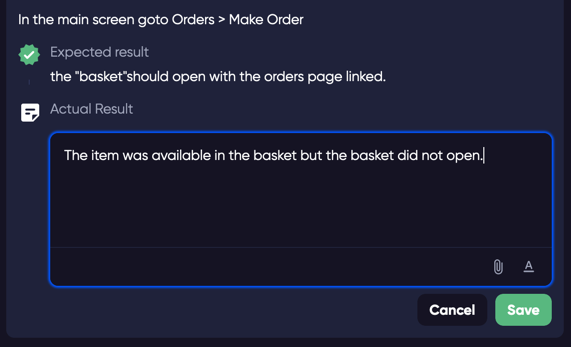 In the main screen goto Orders > Make Order
Expected result
the "basket"should open with the orders page linked.
Actual Result
The item was available in the basket but the basket did not open.
A
Cancel
Save